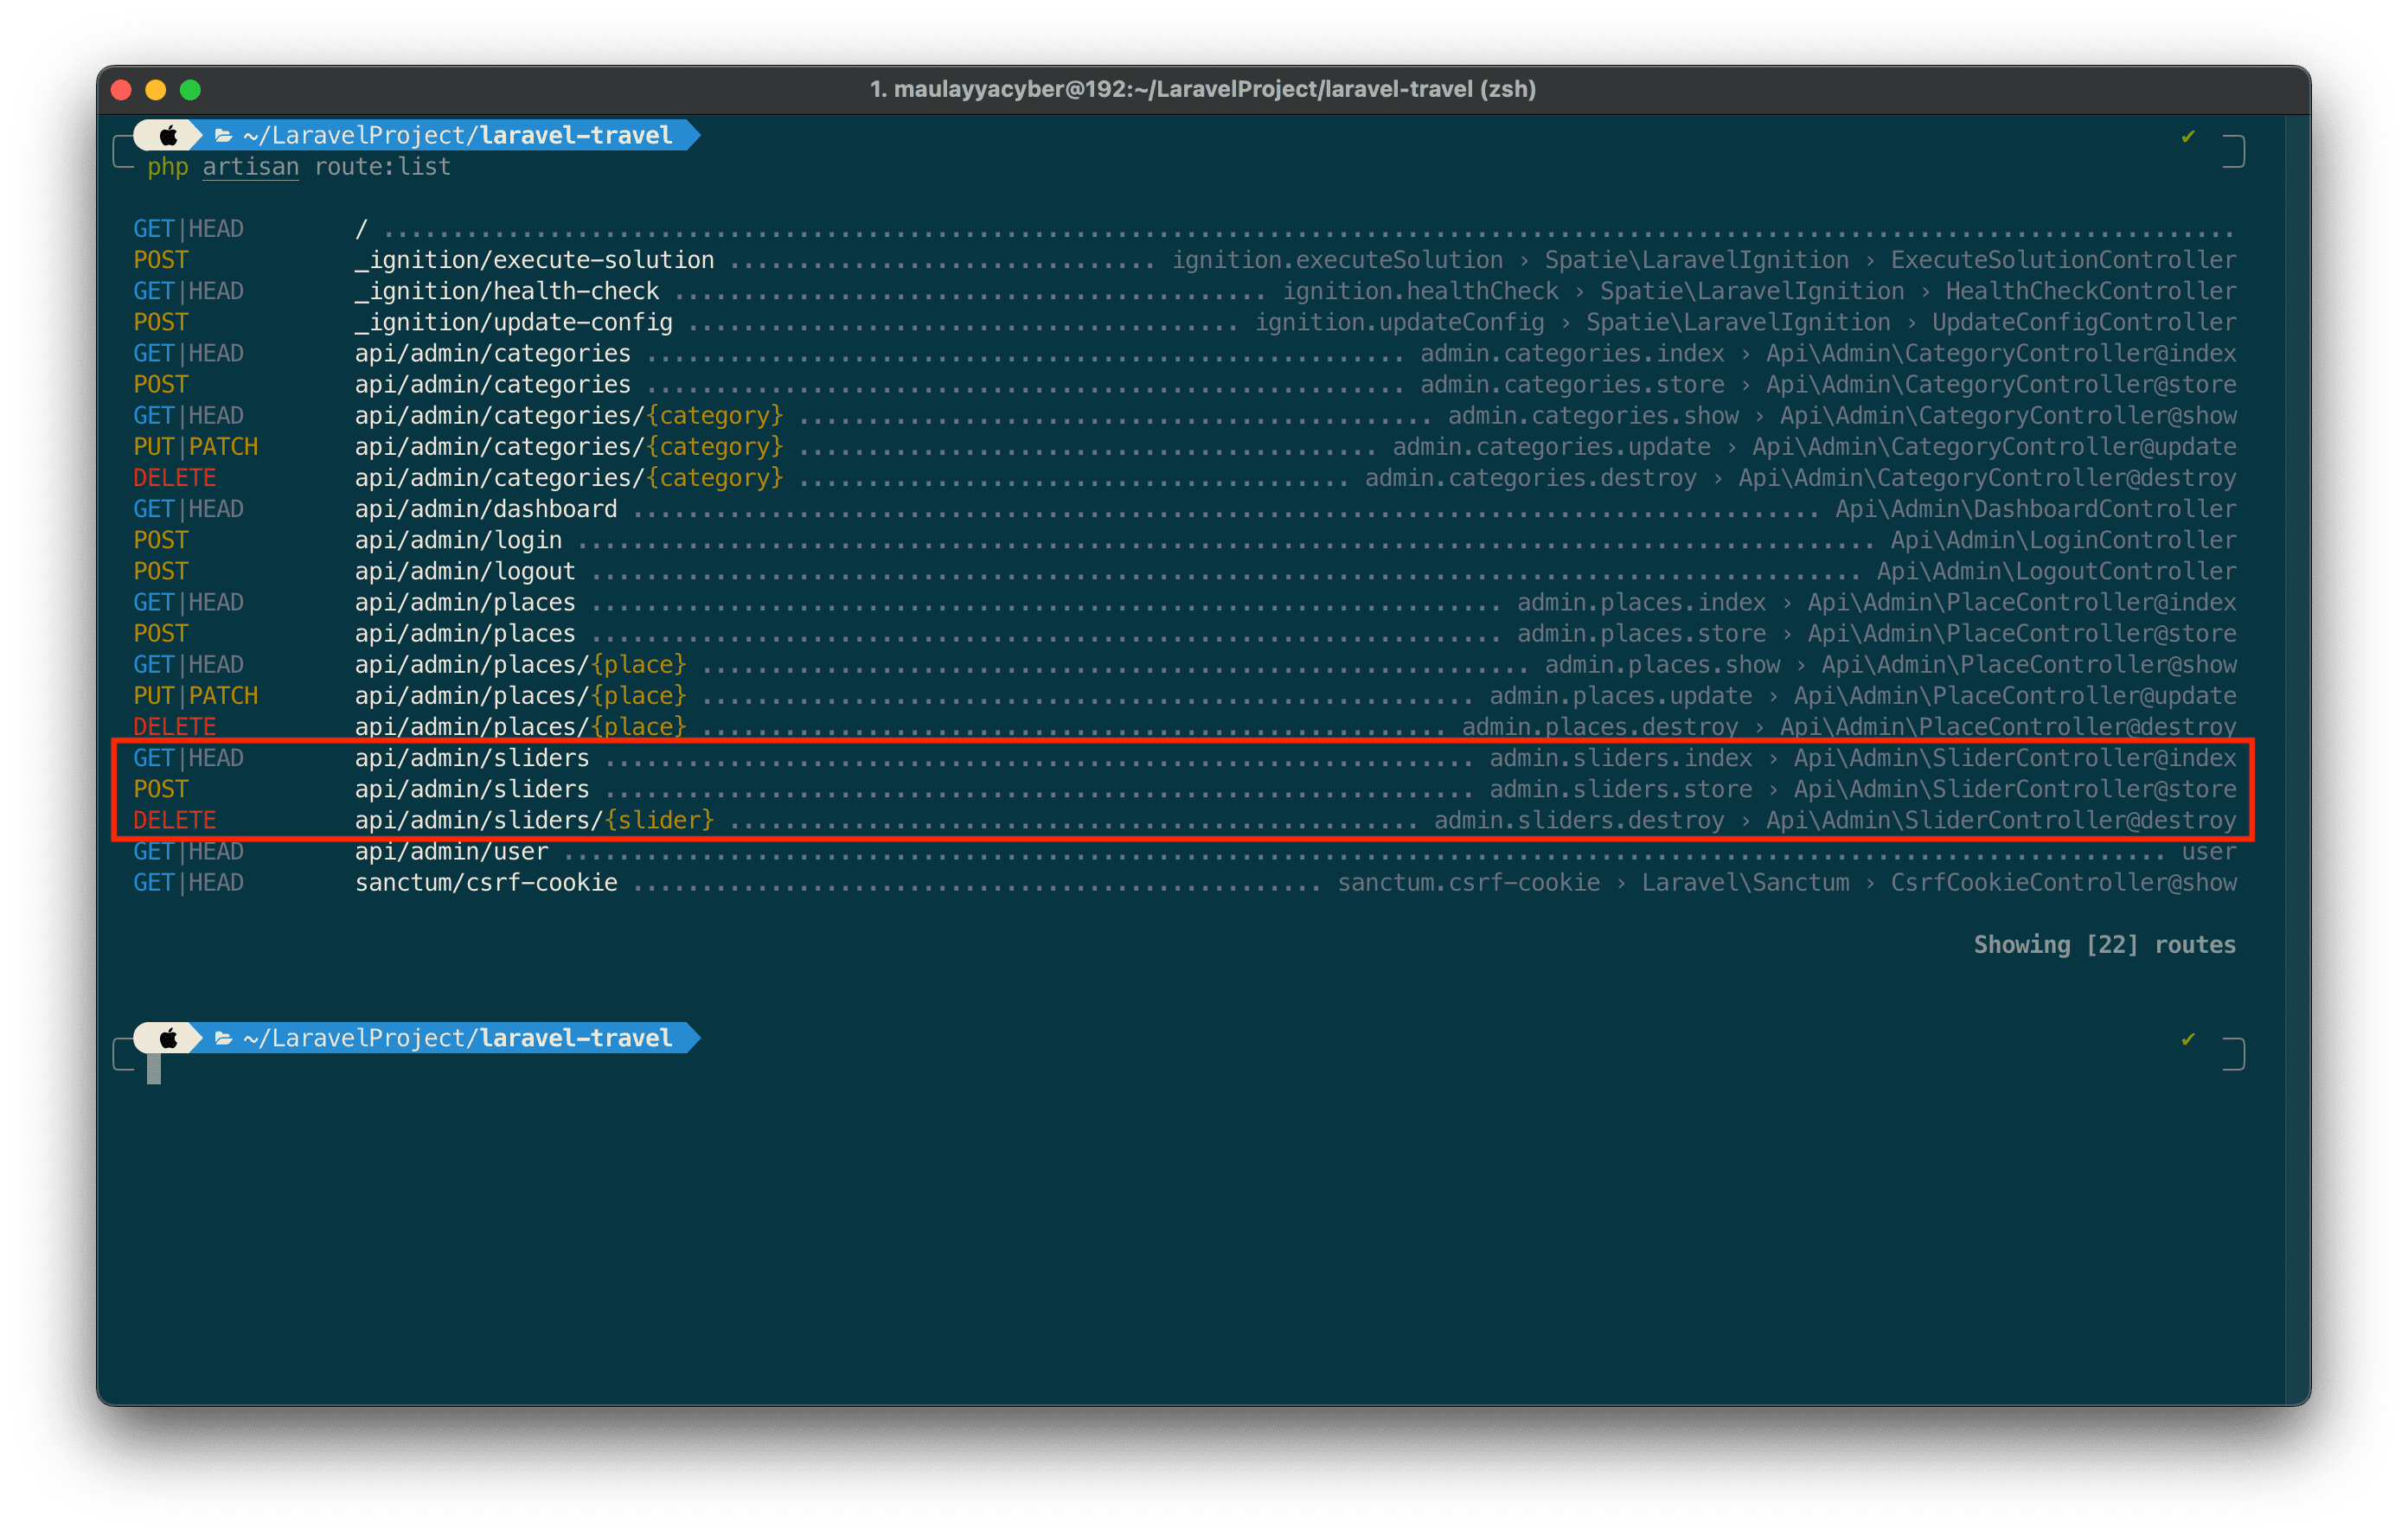 1. maulayyacyber@192:~/LaravelProject/laravel-travel (zsh)
~/LaravelProject/laravel-travel ✔
php artisan route:list
GET|HEAD / ........................................................................................................................................
POST _ignition/execute-solution ............................... ignition.executeSolution › Spatie\LaravelIgnition › ExecuteSolutionController
GET|HEAD _ignition/health-check ........................................... ignition.healthCheck › Spatie\LaravelIgnition › HealthCheckController
POST _ignition/update-config ........................................ ignition.updateConfig › Spatie\LaravelIgnition › UpdateConfigController
GET|HEAD api/admin/categories ....................................................... admin.categories.index › Api\Admin\CategoryController@index
POST api/admin/categories ....................................................... admin.categories.store › Api\Admin\CategoryController@store
GET|HEAD api/admin/categories/{category} .............................................. admin.categories.show › Api\Admin\CategoryController@show
PUT|PATCH api/admin/categories/{category} .......................................... admin.categories.update › Api\Admin\CategoryController@update
DELETE api/admin/categories/{category} ........................................ admin.categories.destroy › Api\Admin\CategoryController@destroy
GET|HEAD api/admin/dashboard ...................................................................................... Api\Admin\DashboardController
POST api/admin/login .............................................................................................. Api\Admin\LoginController
POST api/admin/logout ............................................................................................ Api\Admin\LogoutController
GET|HEAD api/admin/places .................................................................. admin.places.index › Api\Admin\PlaceController@index
POST api/admin/places .................................................................. admin.places.store › Api\Admin\PlaceController@store
GET|HEAD api/admin/places/{place} ............................................................ admin.places.show › Api\Admin\PlaceController@show
PUT|PATCH api/admin/places/{place} ........................................................ admin.places.update › Api\Admin\PlaceController@update
DELETE api/admin/places/{place} ...................................................... admin.places.destroy › Api\Admin\PlaceController@destroy
GET|HEAD api/admin/sliders ............................................................... admin.sliders.index › Api\Admin\SliderController@index
POST api/admin/sliders ............................................................... admin.sliders.store › Api\Admin\SliderController@store
DELETE api/admin/sliders/{slider} .................................................. admin.sliders.destroy › Api\Admin\SliderController@destroy
GET|HEAD api/admin/user .................................................................................................................... user
GET|HEAD sanctum/csrf-cookie .................................................. sanctum.csrf-cookie › Laravel\Sanctum › CsrfCookieController@show
Showing [22] routes
~/LaravelProject/laravel-travel ✔